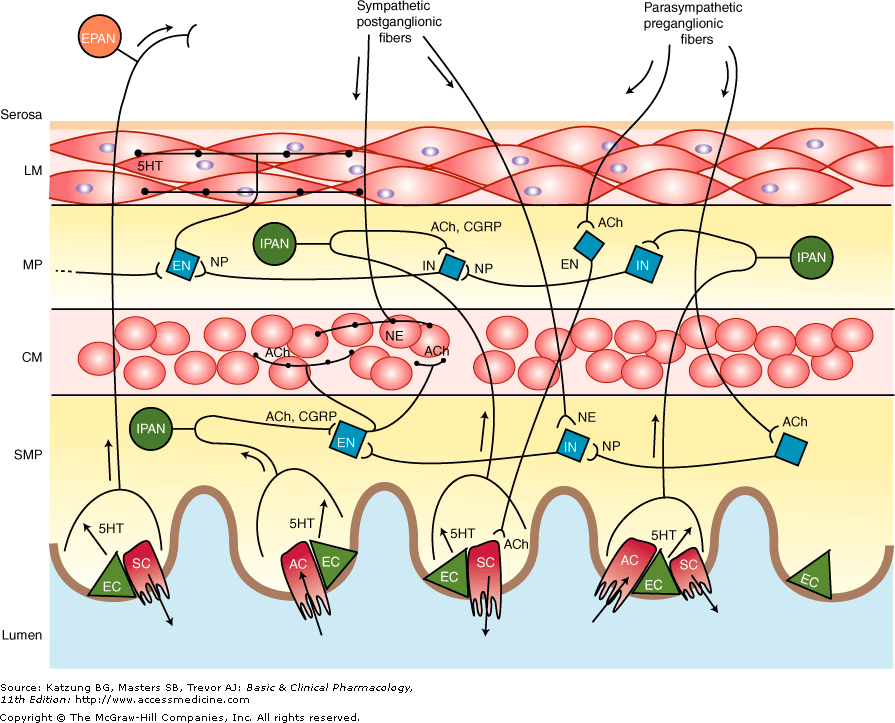 Sympathetic
postganglionic
fibers
Parasympathetic
preganglionic
fibers
EPAN
Serosa
LM
5HT
MP
EN
NP
IPAN
ACh, CGRP
IN
NP
ACh
EN
IN
IPAN
CM
ACh
NE
ACh
SMP
IPAN
ACh, CGRP
EN
NE
IN
NP
ACh
5HT
EC
SC
5HT
AC
EC
5HT
EC
SC
ACh
5HT
AC
EC
SC
EC
Lumen
Source: Katzung BG, Masters SB, Trevor AJ: Basic & Clinical Pharmacology,
11th Edition: http://www.accessmedicine.com
Copyright © The McGraw-Hill Companies, Inc. All rights reserved.